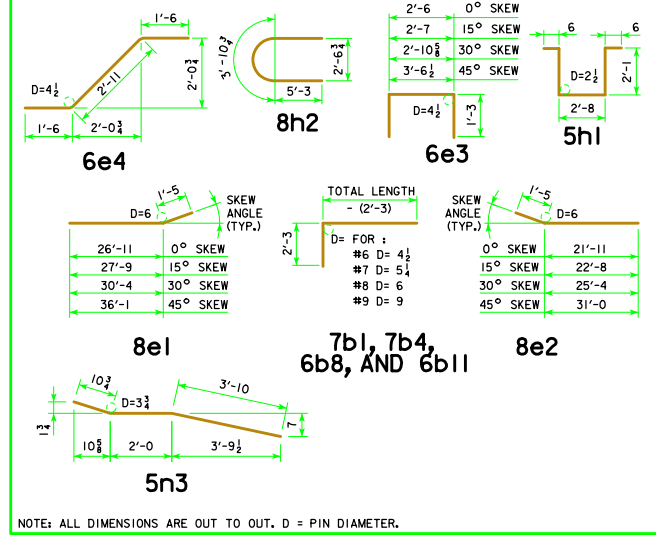 1'-6
D=4½
2'-11
2'-0¾
1'-6
2'-0¾
6e4
3'-10¾
2'-6¾
5'-3
8h2
2'-6 0° SKEW
2'-7 15° SKEW
2'-10⅝ 30° SKEW
3'-6½ 45° SKEW
D=4½
1'-3
6e3
6
6
D=2½
2'-1
2'-8
5h1
1'-5
D=6
SKEW
ANGLE
(TYP.)
26'-11 0° SKEW
27'-9 15° SKEW
30'-4 30° SKEW
36'-1 45° SKEW
8e1
TOTAL LENGTH
- (2'-3)
2'-3
D= FOR :
#6 D= 4½
#7 D= 5¼
#8 D= 6
#9 D= 9
7b1, 7b4,
6b8, AND 6b11
SKEW
ANGLE
(TYP.)
1'-5
D=6
0° SKEW 21'-11
15° SKEW 22'-8
30° SKEW 25'-4
45° SKEW 31'-0
8e2
10¾
D=3¾
3'-10
1¾
7
10⅝
2'-0
3'-9½
5n3
NOTE: ALL DIMENSIONS ARE OUT TO OUT. D = PIN DIAMETER.